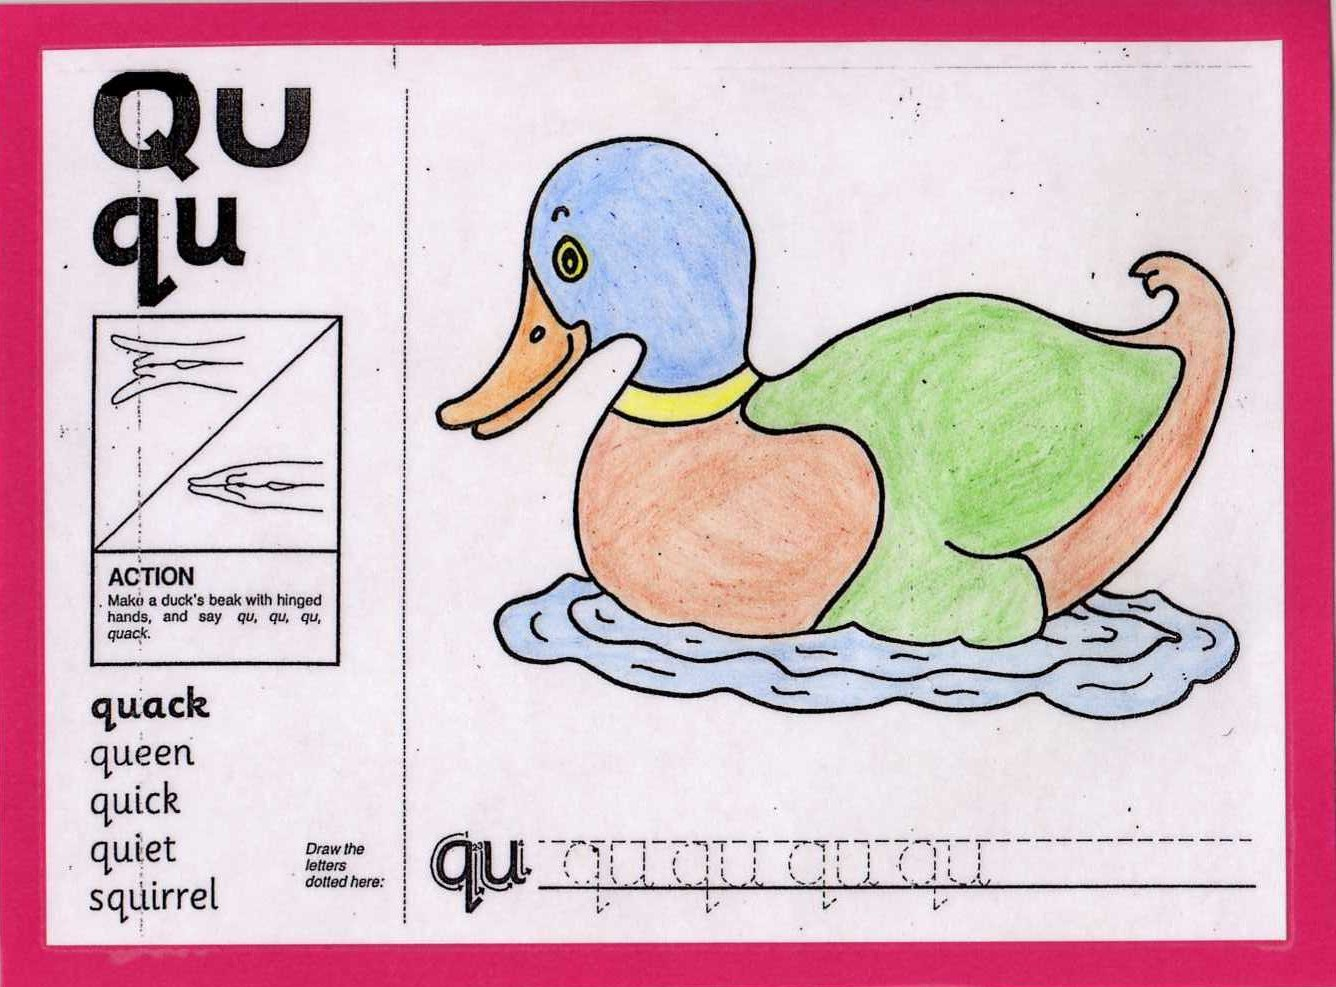 Qu
qu
ACTION
Make a duck's beak with hinged
hands, and say qu, qu, qu,
quack.
quack
queen
quick
quiet
squirrel
Draw the
letters
dotted here:
qu qu qu qu qu